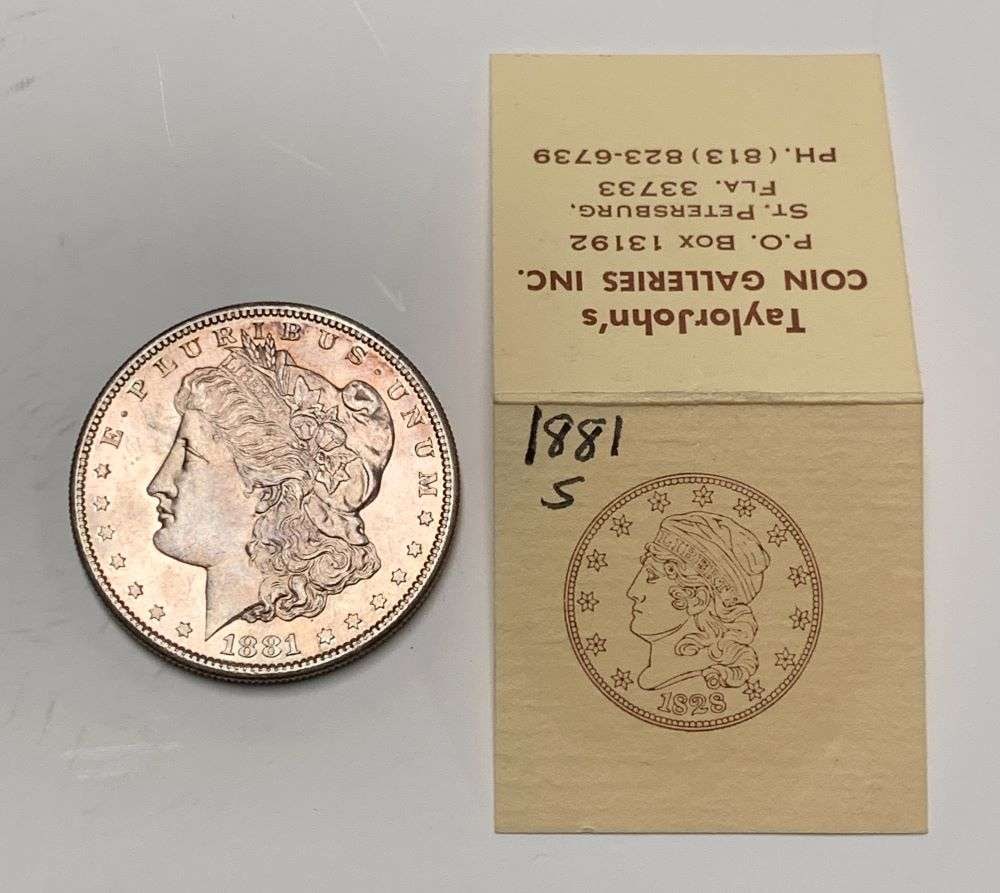 E · PLURIBUS · UNUM
1881
TaylorJohn's
COIN GALLERIES INC.
P.O. Box 13192
ST. PETERSBURG,
FLA. 33733
PH. (813) 823-6739
1881
S
LIBERTY
1828